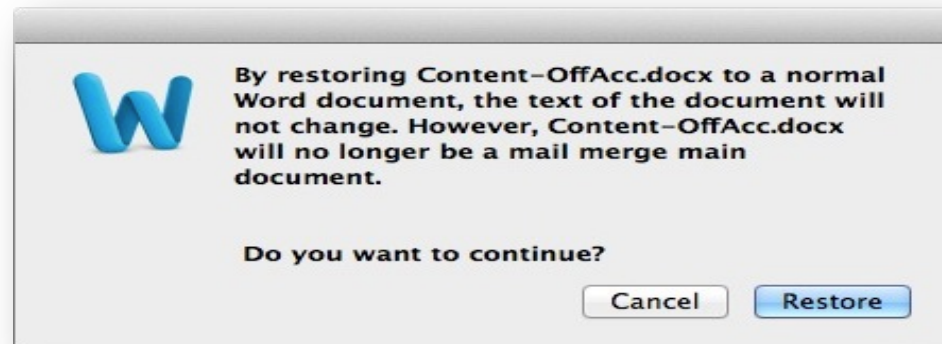 By restoring Content-OffAcc.docx to a normal
Word document, the text of the document will
not change. However, Content-OffAcc.docx
will no longer be a mail merge main
document.
Do you want to continue?
Cancel Restore